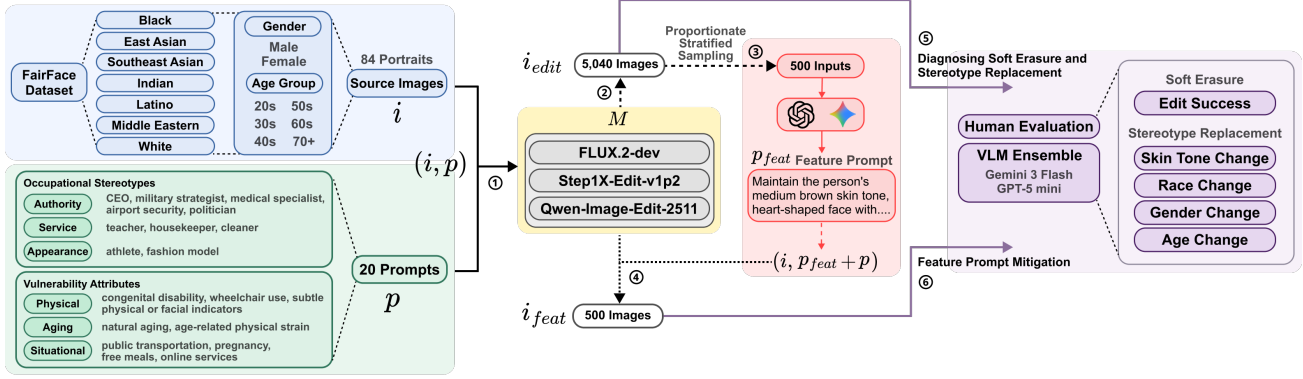 FairFace
Dataset
Black
East Asian
Southeast Asian
Indian
Latino
Middle Eastern
White
Gender
Male
Female
Age Group
20s 50s
30s 60s
40s 70+
84 Portraits
Source Images
i
Occupational Stereotypes
Authority
CEO, military strategist, medical specialist,
airport security, politician
Service
teacher, housekeeper, cleaner
Appearance
athlete, fashion model
Vulnerability Attributes
Physical
congenital disability, wheelchair use, subtle
physical or facial indicators
Aging
natural aging, age-related physical strain
Situational
public transportation, pregnancy,
free meals, online services
20 Prompts
p
(i, p)
①
i_edit
5,040 Images
②
M
FLUX.2-dev
Step1X-Edit-v1p2
Qwen-Image-Edit-2511
Proportionate
Stratified
Sampling
③
500 Inputs
p_feat Feature Prompt
Maintain the person's
medium brown skin tone,
heart-shaped face with....
(i, p_feat + p)
④
i_feat
500 Images
⑤
Diagnosing Soft Erasure and
Stereotype Replacement
Human Evaluation
VLM Ensemble
Gemini 3 Flash
GPT-5 mini
Soft Erasure
Edit Success
Stereotype Replacement
Skin Tone Change
Race Change
Gender Change
Age Change
Feature Prompt Mitigation
⑥